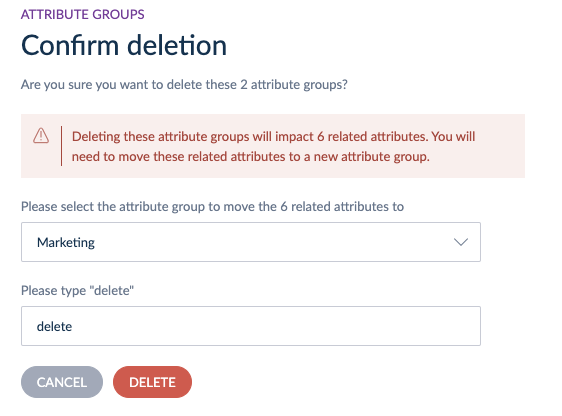 ATTRIBUTE GROUPS
Confirm deletion
Are you sure you want to delete these 2 attribute groups?
Deleting these attribute groups will impact 6 related attributes. You will
need to move these related attributes to a new attribute group.
Please select the attribute group to move the 6 related attributes to
Marketing
Please type "delete"
delete
CANCEL DELETE